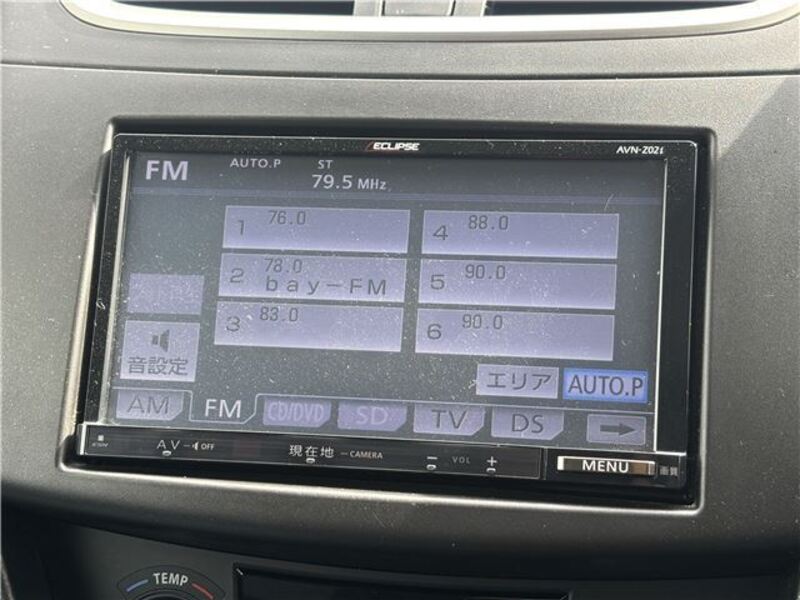 ECLIPSE
AVN-Z02i
FM AUTO.P ST
79.5 MHz
1 76.0
4 88.0
2 78.0
bay-FM
5 90.0
3 83.0
6 90.0
音設定
エリア AUTO.P
AM FM CD/DVD SD TV DS
AV- OFF 現在地 -CAMERA - VOL + MENU 画質
TEMP